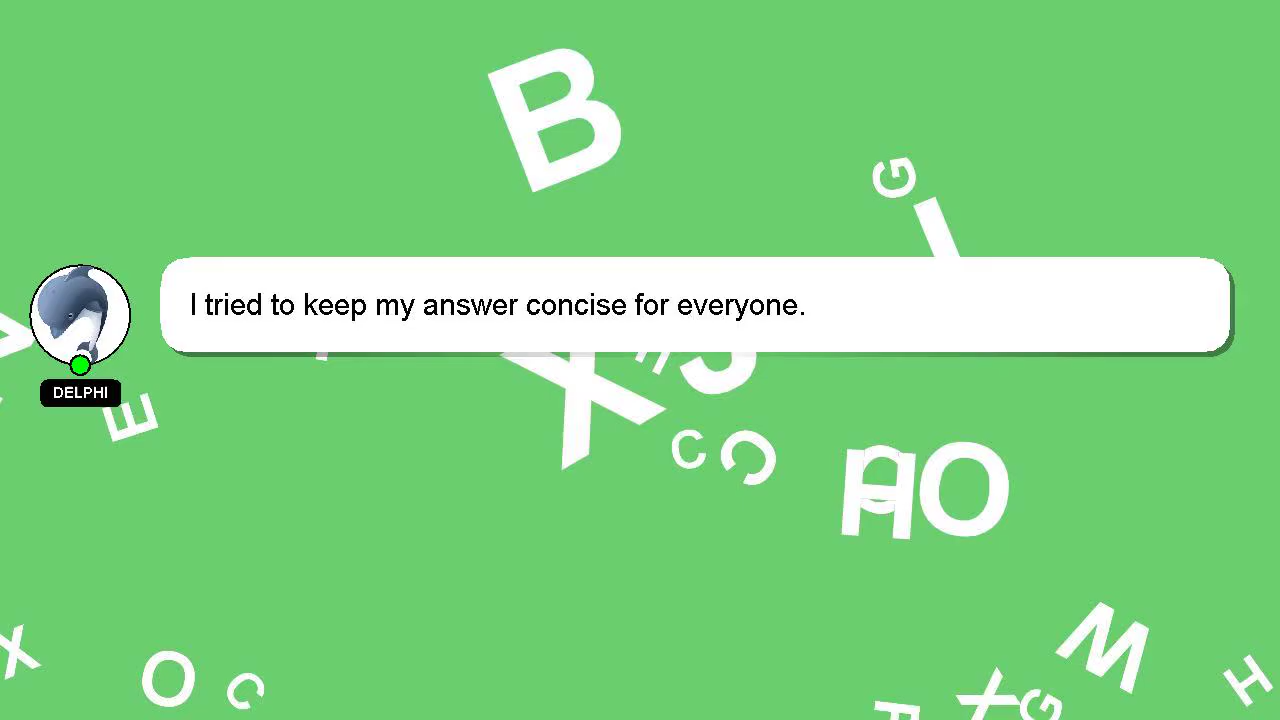 B
G
I
I tried to keep my answer concise for everyone.
DELPHI
E
X
C
C
H
O
X
O
C
M
H
X
G